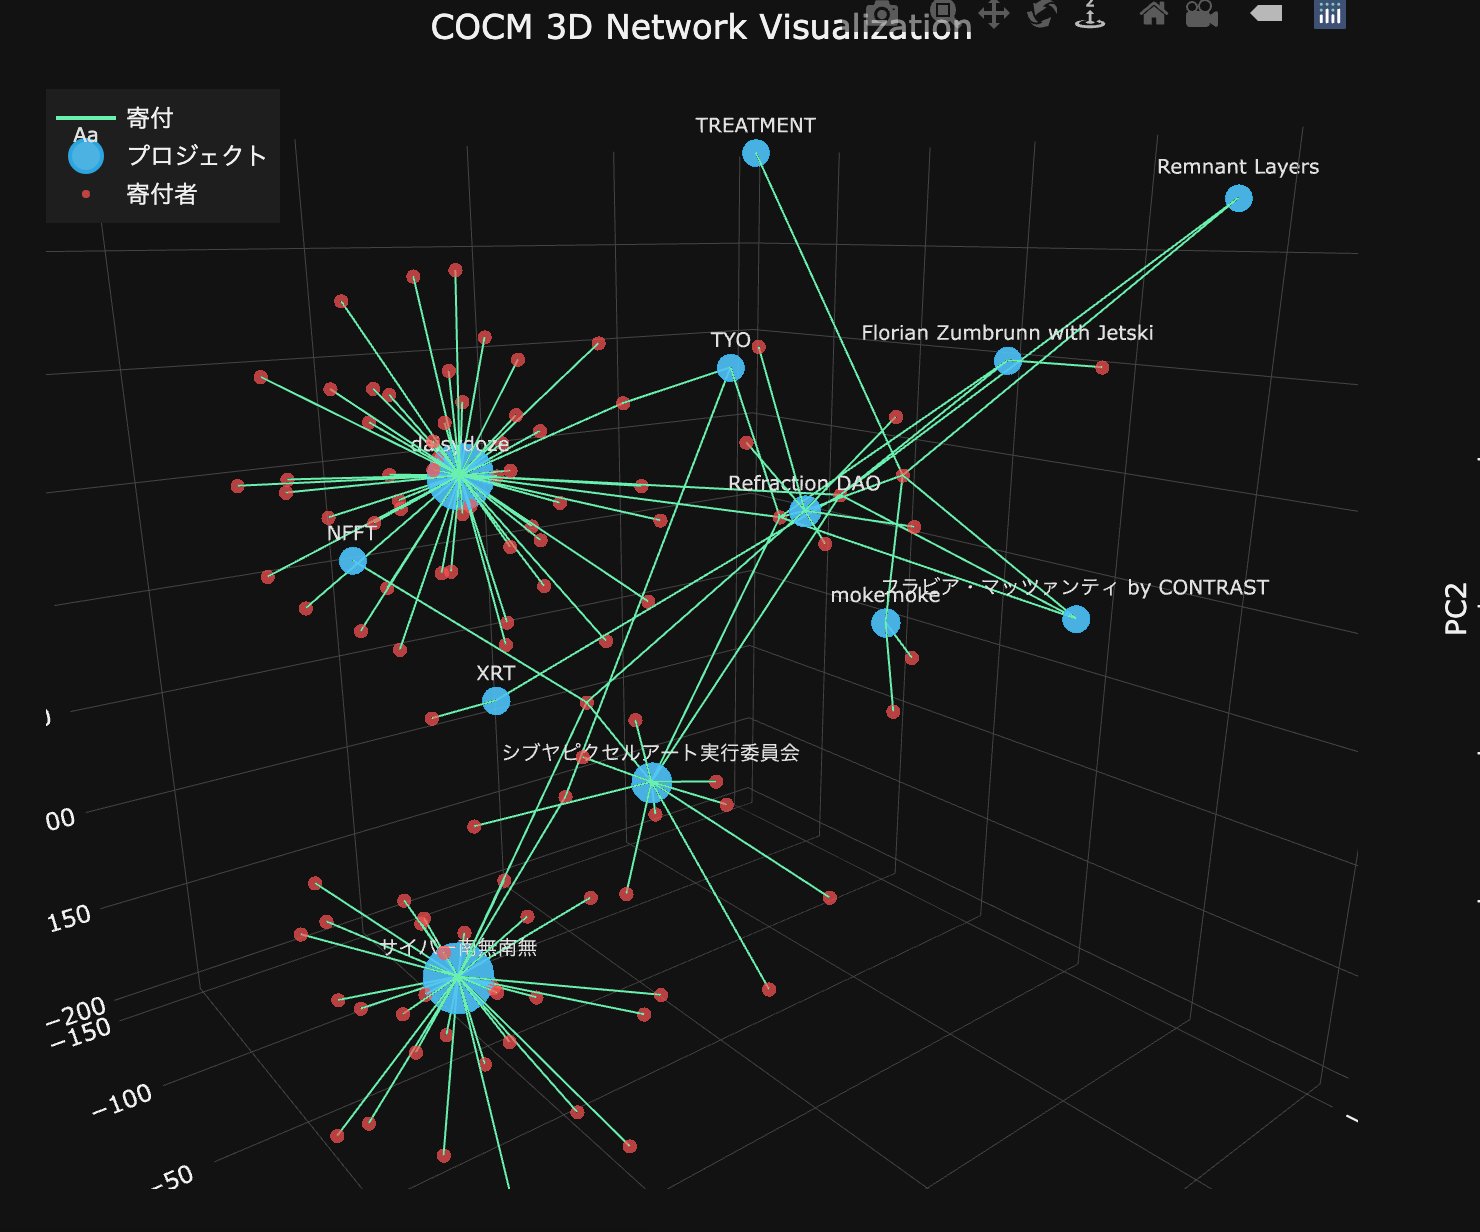 COCM 3D Network Visualization
寄付
Aa
プロジェクト
寄付者
TREATMENT
Remnant Layers
Florian Zumbrunn with Jetski
TYO
daisydoze
Refraction DAO
NFFT
フラビア・マッツァンティ by CONTRAST
mokemoke
PC2
XRT
シブヤピクセルアート実行委員会
00
150
サイバー南無南無
−200
−150
−100
−50